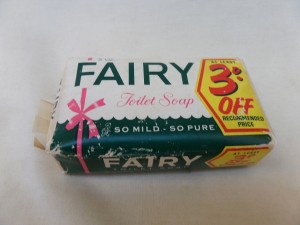 FAIRY
Toilet Soap
SO MILD - SO PURE
3D
OFF
RECOMMENDED
PRICE
FAIRY